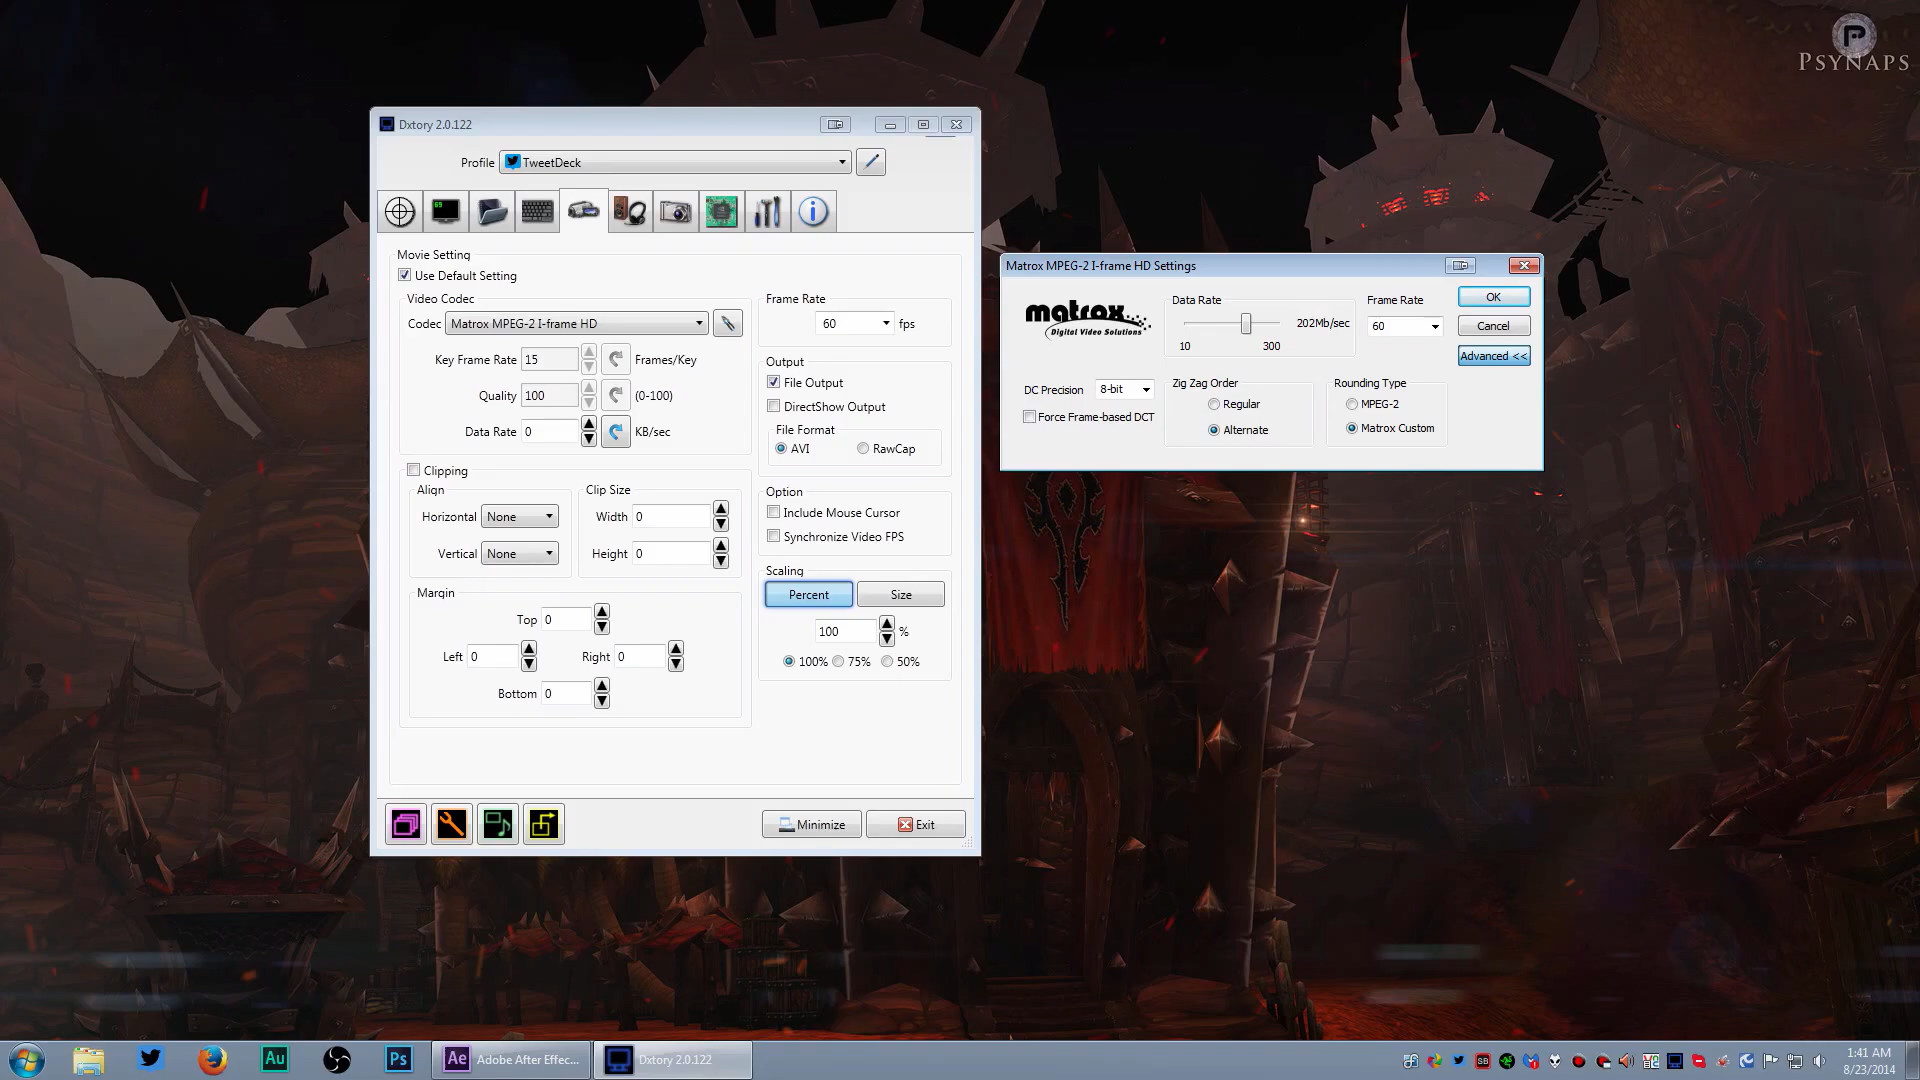 P
PSYNAPS
Dxtory 2.0.122
Profile
TweetDeck
69
Movie Setting
Use Default Setting
Video Codec
Codec
Matrox MPEG-2 I-frame HD
Key Frame Rate
15
Frames/Key
Quality
100
(0-100)
Data Rate
0
KB/sec
Clipping
Align
Horizontal
None
Vertical
None
Clip Size
Width
0
Height
0
Margin
Top
0
Left
0
Right
0
Bottom
0
Frame Rate
60
fps
Output
File Output
DirectShow Output
File Format
AVI
RawCap
Option
Include Mouse Cursor
Synchronize Video FPS
Scaling
Percent
Size
100
%
100%
75%
50%
Minimize
Exit
Matrox MPEG-2 I-frame HD Settings
matrox
Digital Video Solutions
Data Rate
202Mb/sec
10
300
Frame Rate
60
OK
Cancel
Advanced <<
DC Precision
8-bit
Force Frame-based DCT
Zig Zag Order
Regular
Alternate
Rounding Type
MPEG-2
Matrox Custom
Au
Ps
Ae
Adobe After Effec...
Dxtory 2.0.122
SB
1:41 AM
8/23/2014